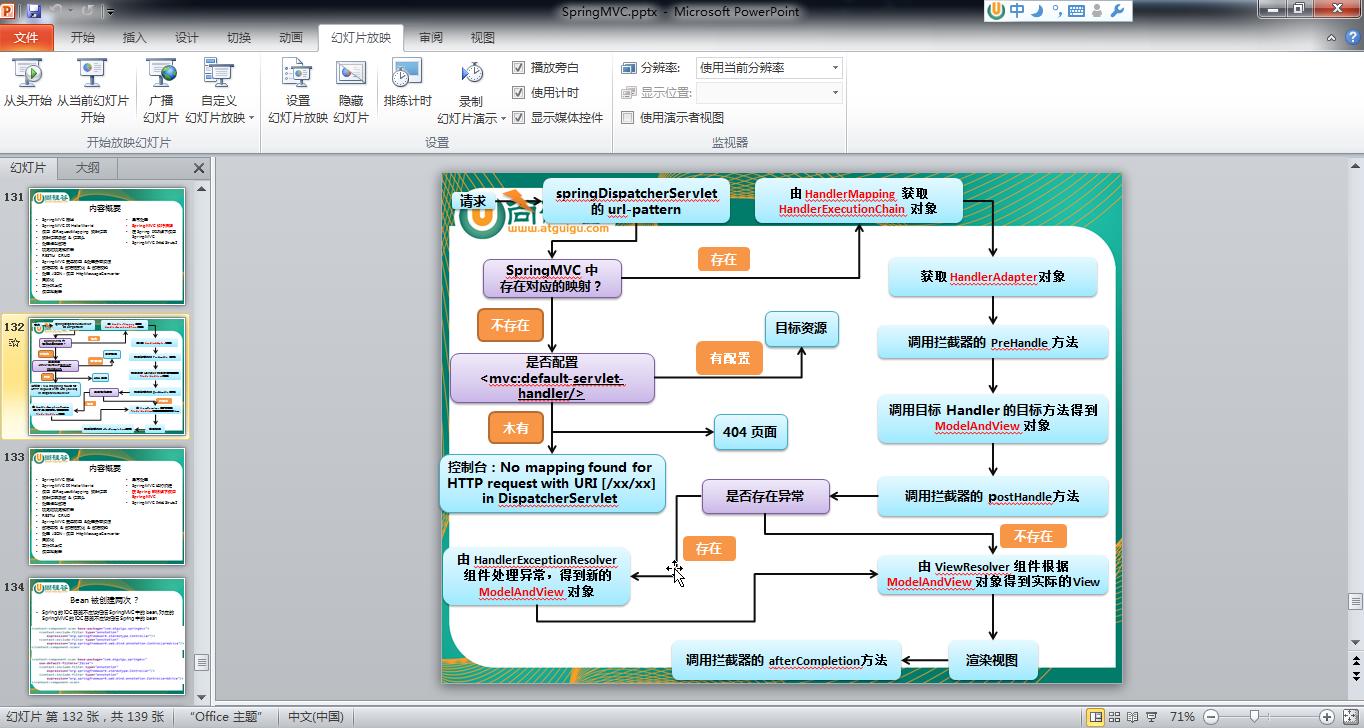 SpringMVC.pptx - Microsoft PowerPoint
中
文件
开始
插入
设计
切换
动画
幻灯片放映
审阅
视图
从头开始
从当前幻灯片
开始
广播
幻灯片
自定义
幻灯片放映
设置
幻灯片放映
隐藏
幻灯片
排练计时
录制
幻灯片演示
播放旁白
使用计时
显示媒体控件
分辨率:
使用当前分辨率
显示位置:
使用演示者视图
开始放映幻灯片
设置
监视器
幻灯片
大纲
131
内容概要
132
133
内容概要
134
Bean 被创建两次？
请求
springDispatcherServlet
的 url-pattern
由 HandlerMapping 获取
HandlerExecutionChain 对象
www.atguigu.com
SpringMVC 中
存在对应的映射？
存在
获取 HandlerAdapter对象
不存在
目标资源
调用拦截器的 PreHandle 方法
是否配置
<mvc:default-servlet-
handler/>
有配置
调用目标 Handler 的目标方法得到
ModelAndView 对象
木有
404 页面
控制台：No mapping found for
HTTP request with URI [/xx/xx]
in DispatcherServlet
是否存在异常
调用拦截器的 postHandle方法
存在
不存在
由 HandlerExceptionResolver
组件处理异常，得到新的
ModelAndView 对象
由 ViewResolver 组件根据
ModelAndView 对象得到实际的View
调用拦截器的 afterCompletion方法
渲染视图
幻灯片 第 132 张，共 139 张
“Office 主题”
中文(中国)
71%